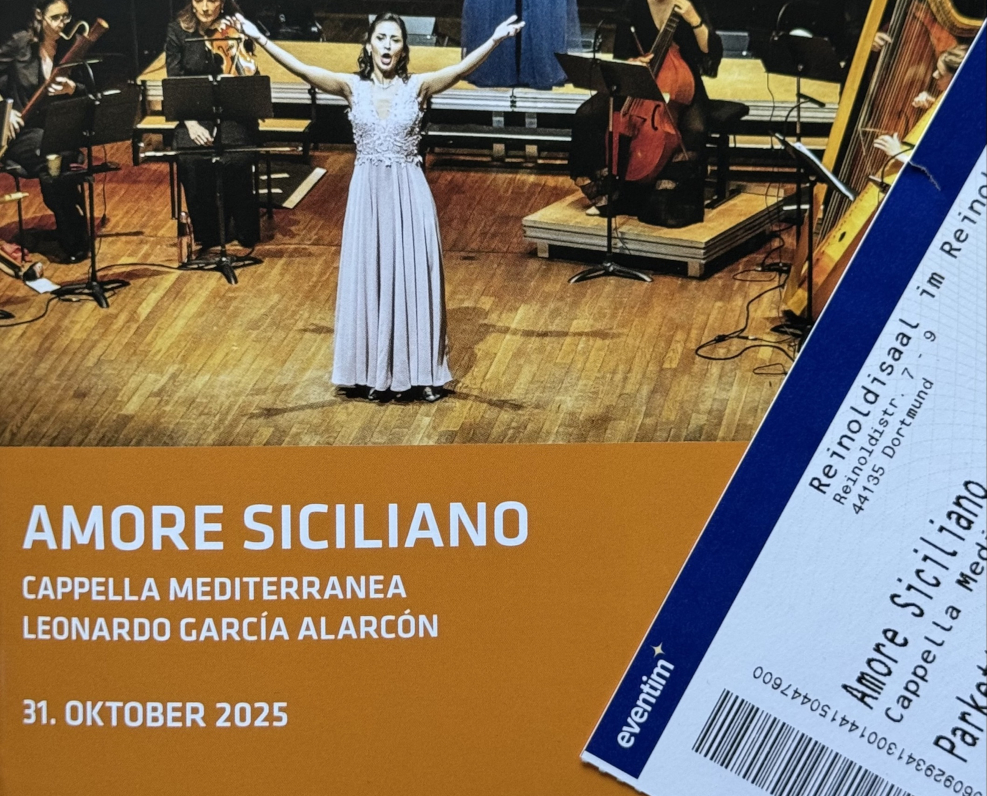 AMORE SICILIANO
CAPPELLA MEDITERRANEA
LEONARDO GARCÍA ALARCÓN
31. OKTOBER 2025
eventim
Reinoldisaal im
Reinoldistr. 7 - 9
44135 Dortmund
Amore Siciliano
Cappella